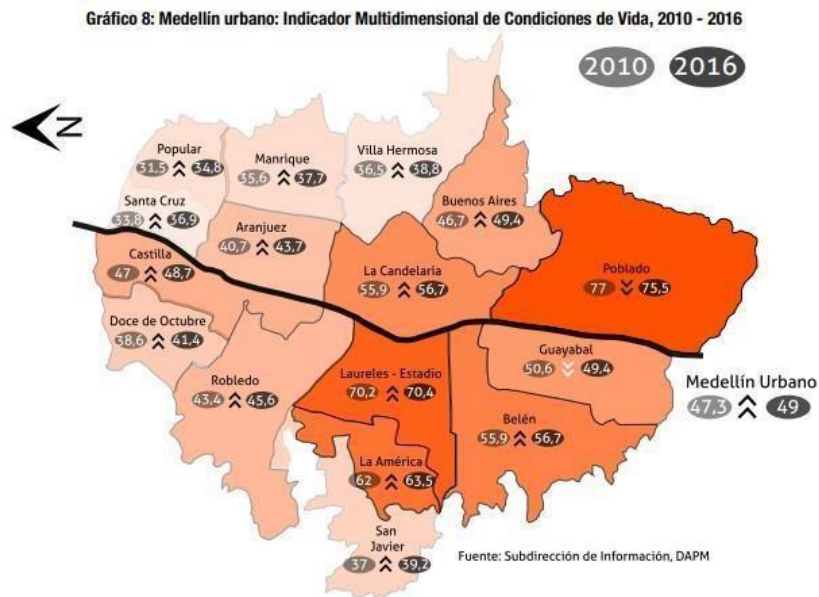 Gráfico 8: Medellín urbano: Indicador Multidimensional de Condiciones de Vida, 2010 - 2016
2010 2016
N
Popular
31,5 34,8
Manrique
35,6 37,7
Villa Hermosa
36,5 38,8
Santa Cruz
33,8 36,9
Buenos Aires
46,7 49,4
Aranjuez
40,7 43,7
Castilla
47 48,7
La Candelaria
55,9 56,7
Poblado
77 75,5
Doce de Octubre
38,6 41,4
Guayabal
50,6 49,4
Robledo
43,4 45,6
Laureles - Estadio
70,2 70,4
Medellín Urbano
47,3 49
Belén
55,9 56,7
La América
62 63,5
San
Javier
37 39,2
Fuente: Subdirección de Información, DAPM